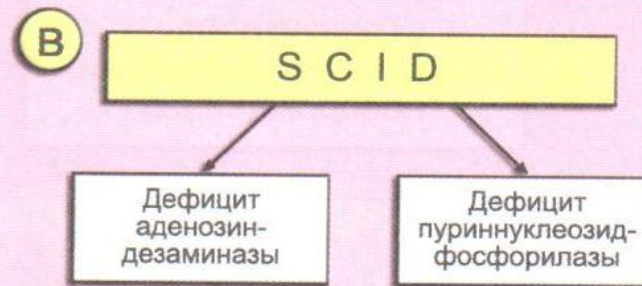 В
S C I D
Дефицит
аденозин-
дезаминазы
Дефицит
пуриннуклеозид-
фосфорилазы